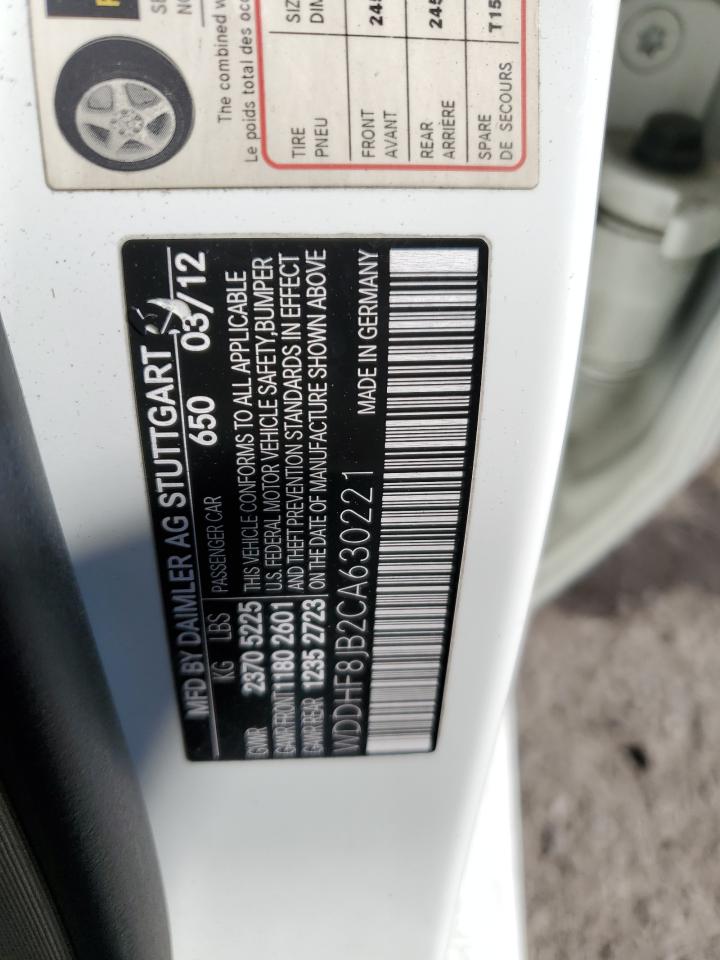 The combined w
Le poids total des occ
TIRE
PNEU
SIZ
DIM
FRONT
AVANT
245
REAR
ARRIÈRE
245
SPARE
DE SECOURS
T15
MFD BY DAIMLER AG STUTTGART
KG LBS PASSENGER CAR 650 03/12
GVWR 2370 5225
GAWR FRONT 1180 2601
GAWR REAR 1235 2723
THIS VEHICLE CONFORMS TO ALL APPLICABLE
U.S. FEDERAL MOTOR VEHICLE SAFETY,BUMPER
AND THEFT PREVENTION STANDARDS IN EFFECT
ON THE DATE OF MANUFACTURE SHOWN ABOVE
WDDHF8JB2CA630221 MADE IN GERMANY